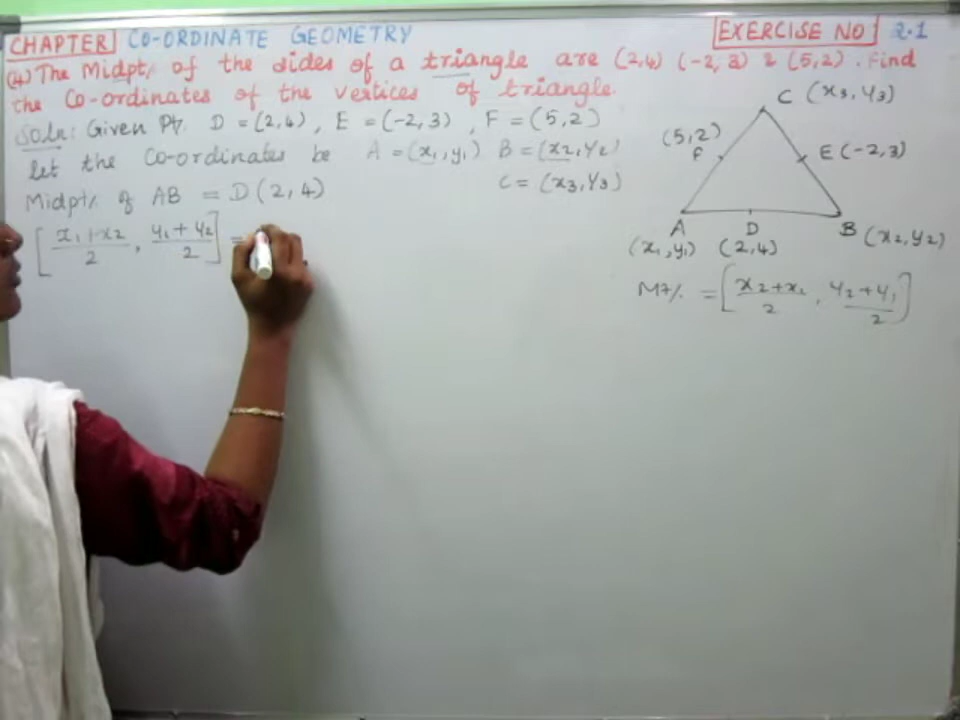 CHAPTER CO-ORDINATE GEOMETRY EXERCISE NO 2.1
(4) The Midpt/. of the sides of a triangle are (2,4) (-2,3) & (5,2). Find
the Co-ordinates of the vertices of triangle.
Soln: Given Pt. D = (2,4), E = (-2,3), F = (5,2)
let the Co-ordinates be A = (x1,y1) B = (x2,y2)
C = (x3,y3)
Midpt/. of AB = D(2,4)
[x1+x2/2, y1+y2/2] =
C (x3,y3)
(5,2)
F
E(-2,3)
A D B (x2,y2)
(x1,y1) (2,4)
= [x2+x1/2, y2+y1/2]